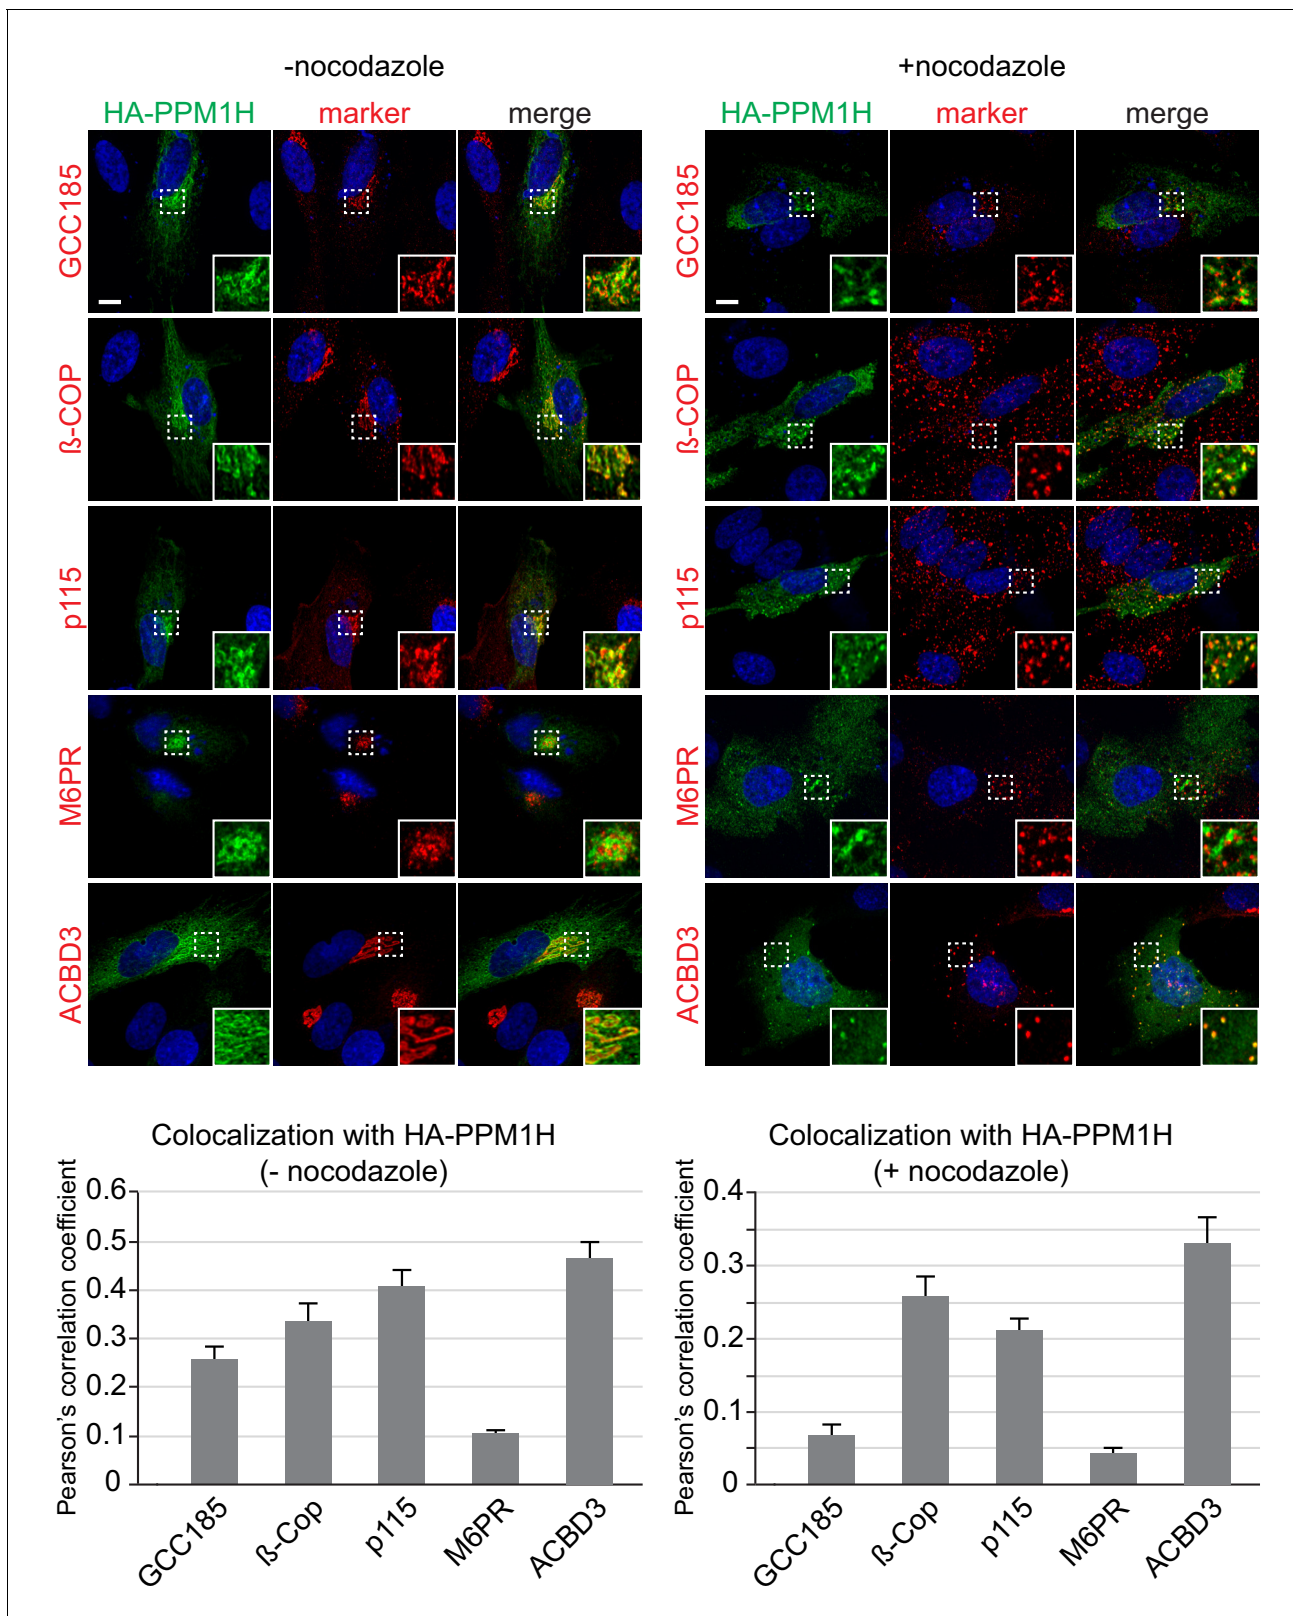 -nocodazole
HA-PPM1H marker merge
GCC185
ß-COP
p115
M6PR
ACBD3
+nocodazole
HA-PPM1H marker merge
GCC185
ß-COP
p115
M6PR
ACBD3
Colocalization with HA-PPM1H
(- nocodazole)
Pearson's correlation coefficient
0.6
0.5
0.4
0.3
0.2
0.1
0
GCC185
ß-Cop
p115
M6PR
ACBD3
Colocalization with HA-PPM1H
(+ nocodazole)
Pearson's correlation coefficient
0.4
0.3
0.2
0.1
0
GCC185
ß-Cop
p115
M6PR
ACBD3